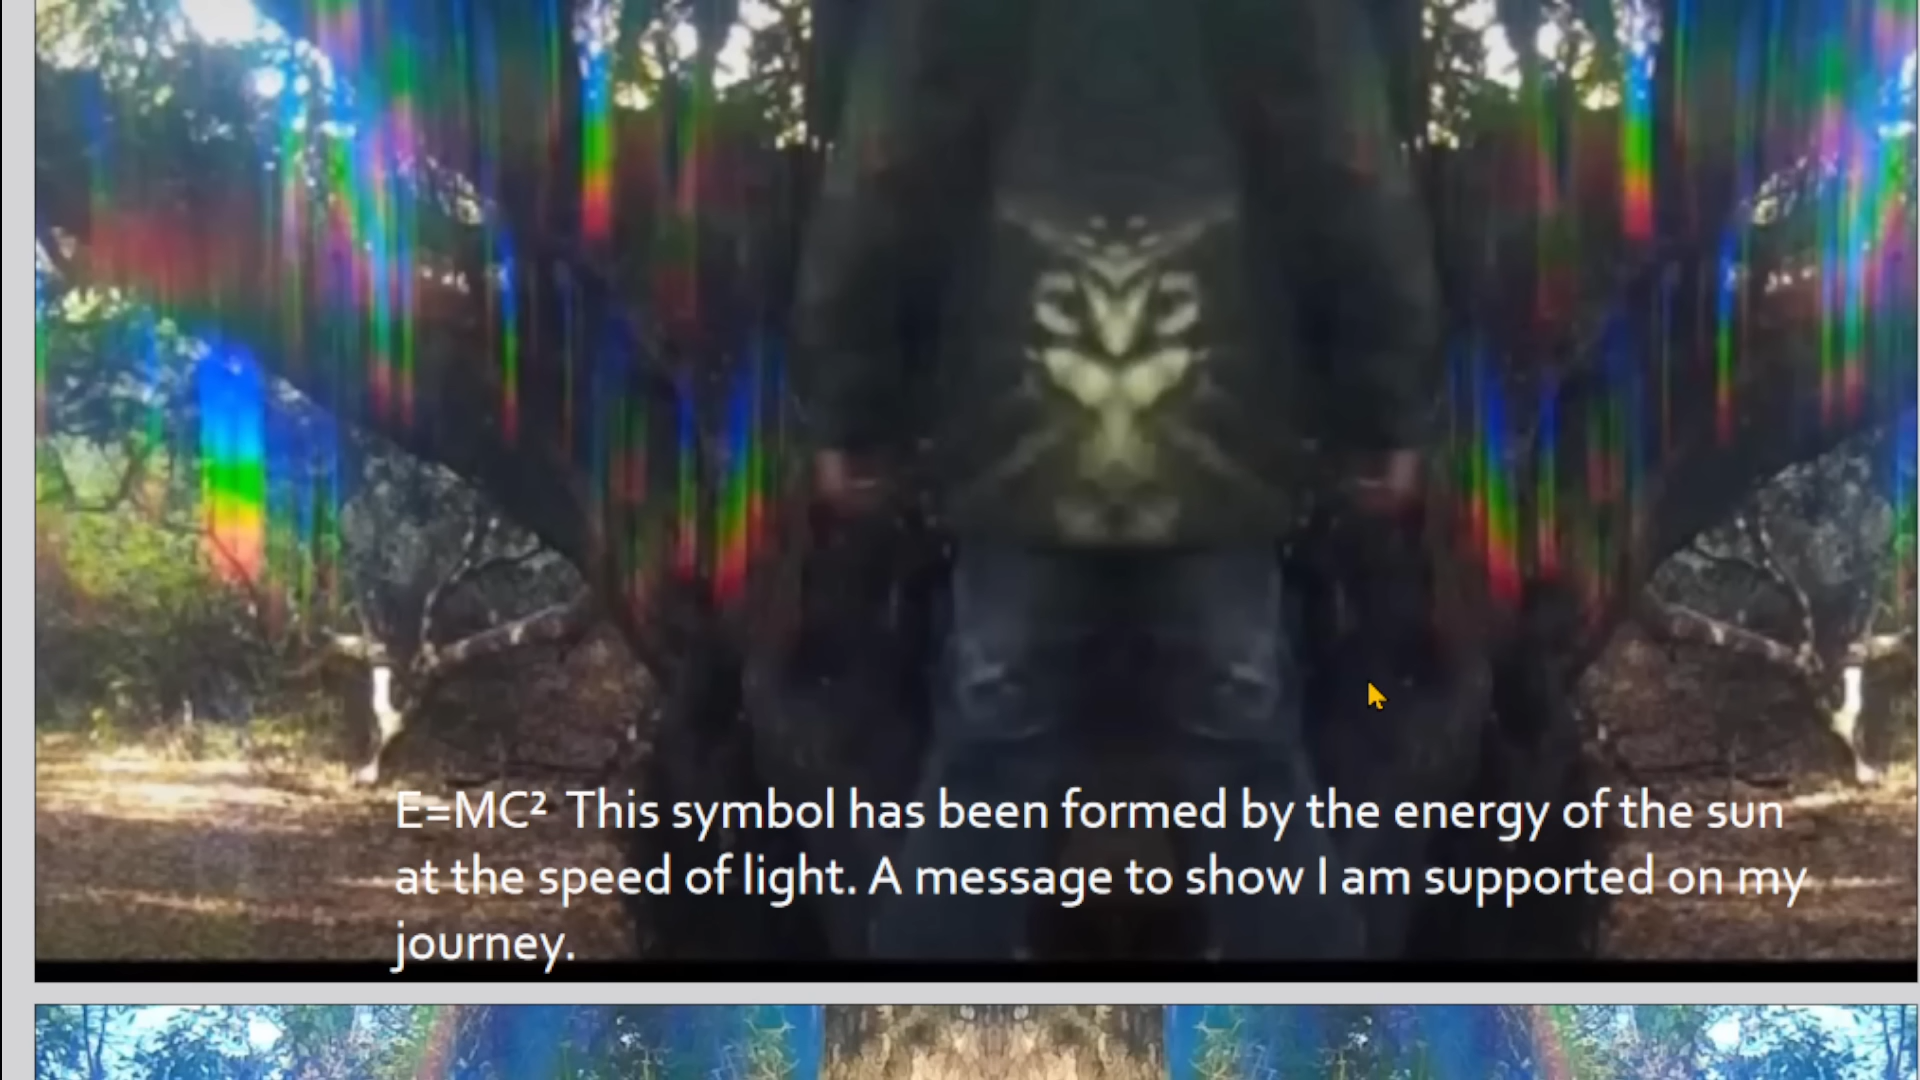 E=MC² This symbol has been formed by the energy of the sun
at the speed of light. A message to show I am supported on my
journey.